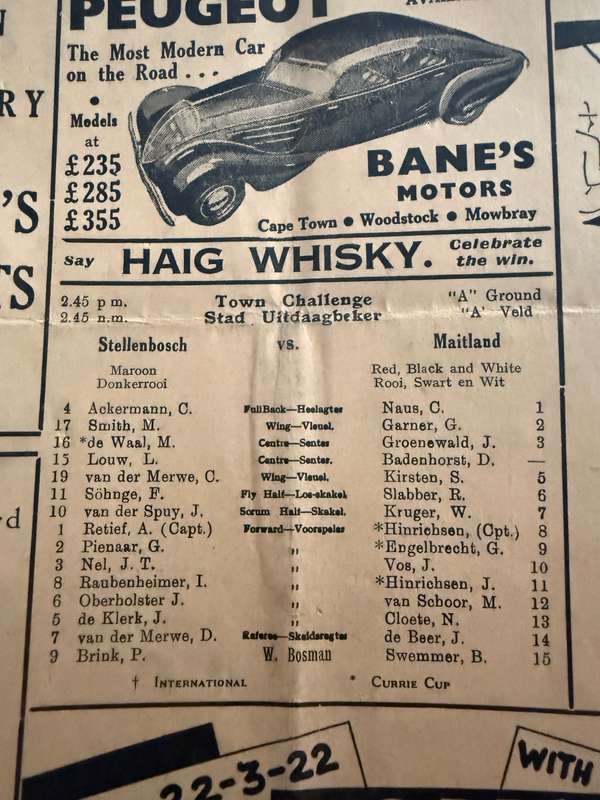 PEUGEOT
The Most Modern Car
on the Road ...
Models
at
£235
£285
£355
BANE'S
MOTORS
Cape Town • Woodstock • Mowbray
Say HAIG WHISKY. Celebrate the win.
2.45 p m. Town Challenge "A" Ground
2.45 n.m. Stad Uitdaagbeker "A' Veld
Stellenbosch vs. Maitland
Maroon Red, Black and White
Donkerrooi Rooi, Swart en Wit
4 Ackermann, C. FullBack—Heelagter Naus, C. 1
17 Smith, M. Wing—Vleuel. Garner, G. 2
16 *de Waal, M. Centre—Senter Groenewald, J. 3
15 Louw, L. Centre—Senter. Badenhorst, D. —
19 van der Merwe, C. Wing—Vleuel. Kirsten, S. 5
11 Söhnge, F. Fly Half—Los-skakel Slabber, R. 6
10 van der Spuy, J. Scrum Half—Skakel. Kruger, W. 7
1 Retief, A. (Capt.) Forward—Voorspeler *Hinrichsen, (Cpt.) 8
2 Pienaar, G. " *Engelbrecht, G. 9
3 Nel, J. T. " Vos, J. 10
8 Raubenheimer, I. " *Hinrichsen, J. 11
6 Oberholster J. " van Schoor, M. 12
5 de Klerk, J. " Cloete, N. 13
7 van der Merwe, D. Referee—Skeidsregter de Beer, J. 14
9 Brink, P. W. Bosman Swemmer, B. 15
† International * Currie Cup
22-3-22
WITH